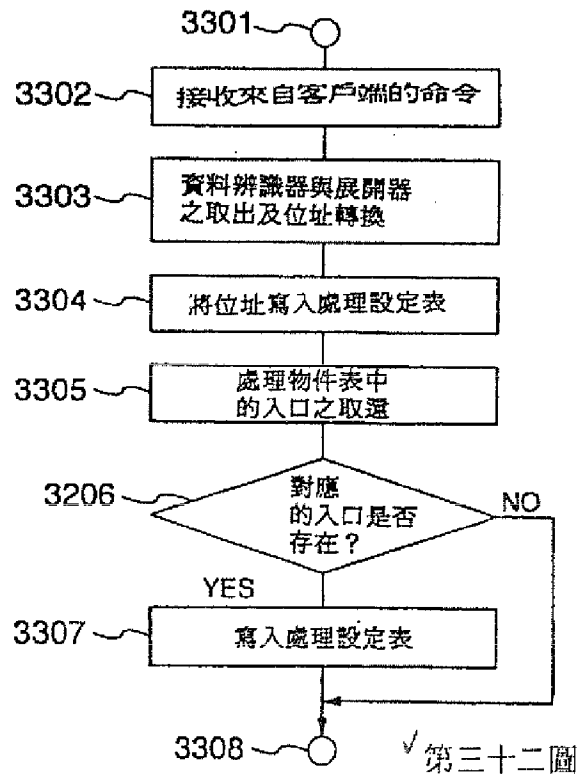 3301
3302
接收來自客戶端的命令
3303
資料辨識器與展開器
之取出及位址轉換
3304
將位址寫入處理設定表
3305
處理物件表中
的入口之取還
3206
對應
的入口是否
存在？
NO
YES
3307
寫入處理設定表
3308
第三十二圖